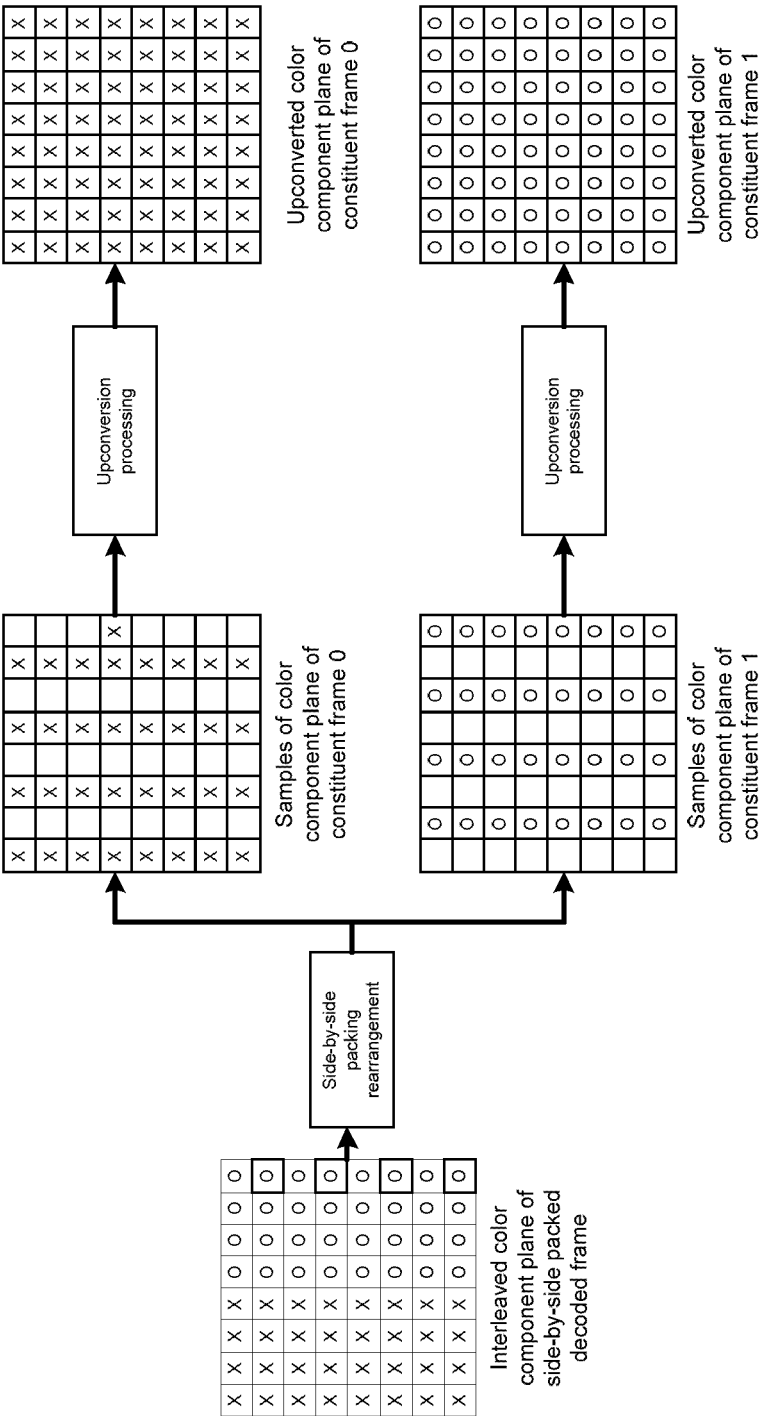 X X X X O O O O
X X X X O O O O
X X X X O O O O
X X X X O O O O
X X X X O O O O
X X X X O O O O
X X X X O O O O
X X X X O O O O
Interleaved color
component plane of
side-by-side packed
decoded frame
Side-by-side
packing
rearrangement
X X X X
X X X X
X X X X
X X X X X
X X X X
X X X X
X X X X
X X X X
Samples of color
component plane of
constituent frame 0
Upconversion
processing
X X X X X X X X
X X X X X X X X
X X X X X X X X
X X X X X X X X
X X X X X X X X
X X X X X X X X
X X X X X X X X
X X X X X X X X
Upconverted color
component plane of
constituent frame 0
O O O O
O O O O
O O O O
O O O O
O O O O
O O O O
O O O O
O O O O
Samples of color
component plane of
constituent frame 1
Upconversion
processing
O O O O O O O O
O O O O O O O O
O O O O O O O O
O O O O O O O O
O O O O O O O O
O O O O O O O O
O O O O O O O O
O O O O O O O O
Upconverted color
component plane of
constituent frame 1